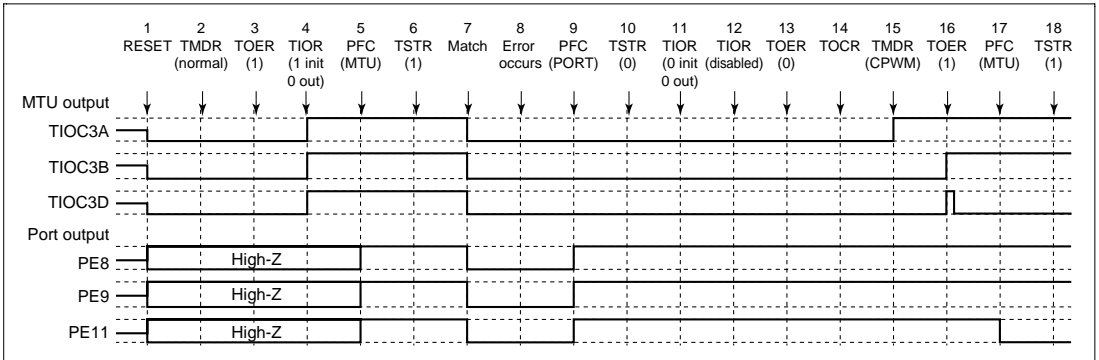 1 2 3 4 5 6 7 8 9 10 11 12 13 14 15 16 17 18
RESET TMDR TOER TIOR PFC TSTR Match Error PFC TSTR TIOR TIOR TOER TOCR TMDR TOER PFC TSTR
(normal) (1) (1 init (MTU) (1) occurs (PORT) (0) (0 init (disabled) (0) (CPWM) (1) (MTU) (1)
0 out) 0 out)
MTU output
TIOC3A
TIOC3B
TIOC3D
Port output
PE8 High-Z
PE9 High-Z
PE11 High-Z